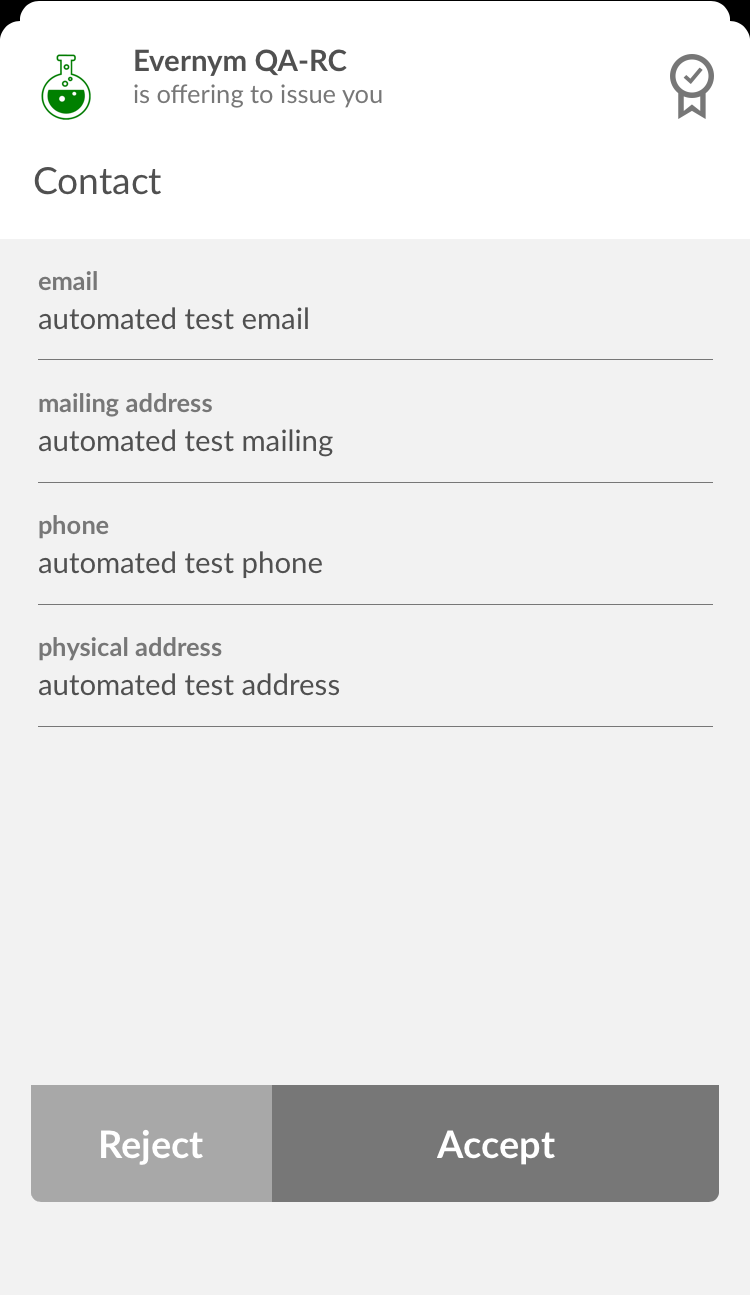 Evernym QA-RC
is offering to issue you
Contact
email
automated test email
mailing address
automated test mailing
phone
automated test phone
physical address
automated test address
Reject
Accept